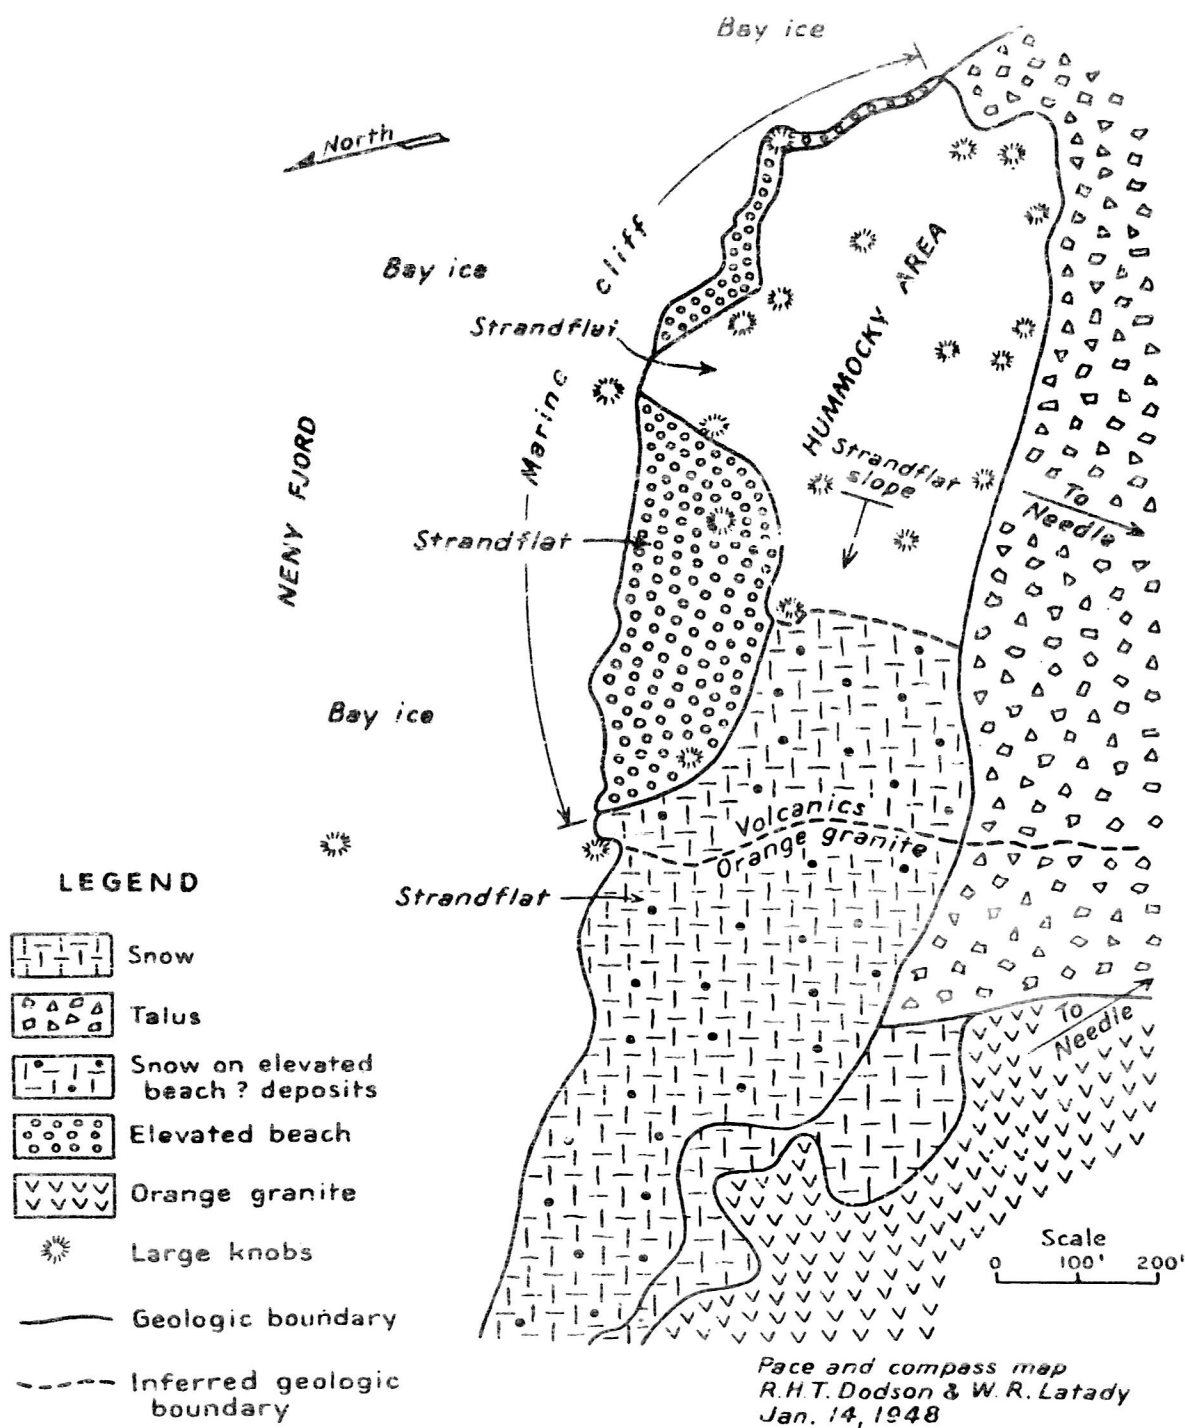 Bay ice
North
Marine cliff
Bay ice
HUMMOCKY AREA
Strandflat
Strandflat
slope
NENY FJORD
To
Needle
Strandflat
Bay ice
Volcanics
Orange granite
Strandflat
To
Needle
LEGEND
Snow
Talus
Snow on elevated
beach ? deposits
Elevated beach
Orange granite
Large knobs
Geologic boundary
Inferred geologic
boundary
Scale
0 100' 200'
Pace and compass map
R.H.T. Dodson & W.R. Latady
Jan. 14, 1948